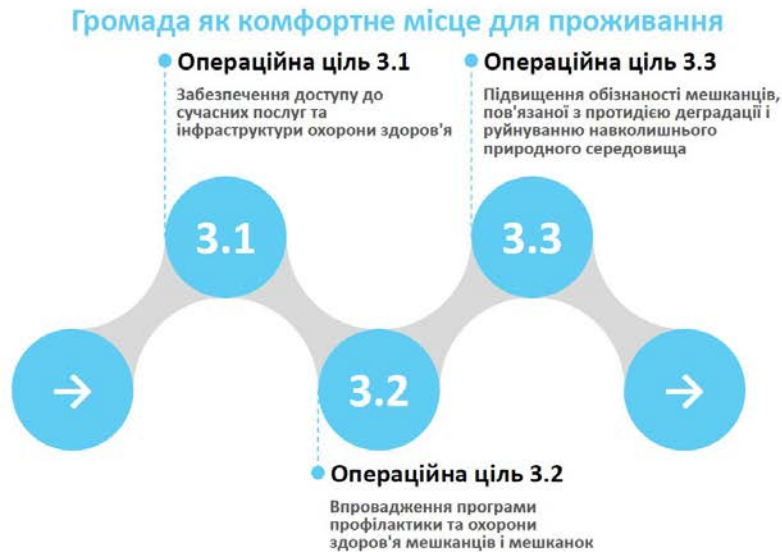 Громада як комфортне місце для проживання
Операційна ціль 3.1
Забезпечення доступу до
сучасних послуг та
інфраструктури охорони здоров'я
Операційна ціль 3.3
Підвищення обізнаності мешканців,
пов'язаної з протидією деградації і
руйнуванню навколишнього
природного середовища
3.1
3.3
→
3.2
→
Операційна ціль 3.2
Впровадження програми
профілактики та охорони
здоров'я мешканців і мешканок